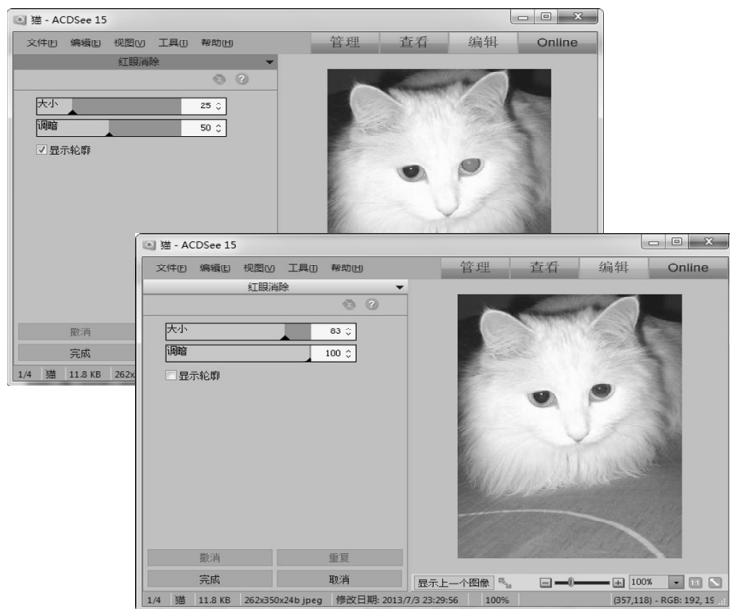 猫 - ACDSee 15
文件(F) 编辑(E) 视图(V) 工具(T) 帮助(H) 管理 查看 编辑 Online
红眼消除
大小 25
调暗 50
显示轮廓
撤消
完成
1/4 猫 11.8 KB 262x
猫 - ACDSee 15
文件(F) 编辑(E) 视图(V) 工具(T) 帮助(H) 管理 查看 编辑 Online
红眼消除
大小 83
调暗 100
显示轮廓
撤消 重复
完成 取消
显示上一个图像 100% 1:1
1/4 猫 11.8 KB 262x350x24b jpeg 修改日期: 2013/7/3 23:29:56 100% (357,118) - RGB: 192, 19